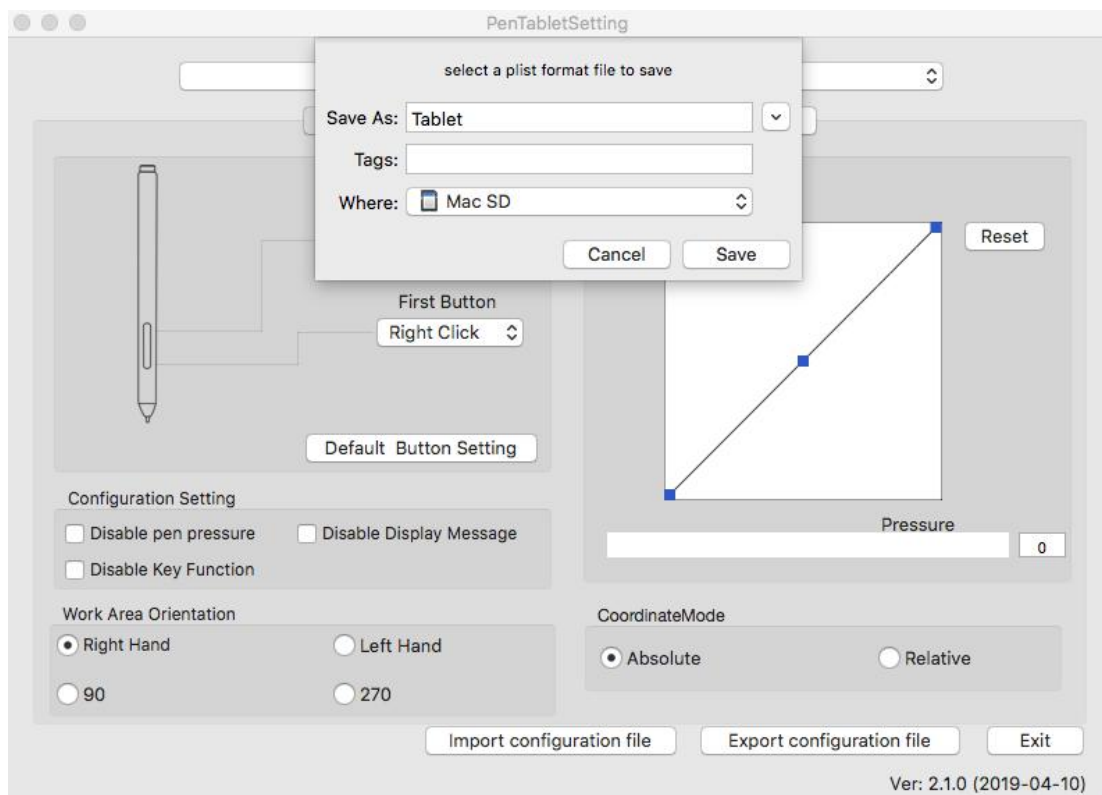 PenTabletSetting
select a plist format file to save
Save As: Tablet
Tags:
Where: Mac SD
Cancel Save
Reset
First Button
Right Click
Default Button Setting
Configuration Setting
Disable pen pressure Disable Display Message
Disable Key Function
Pressure
0
Work Area Orientation
Right Hand Left Hand
90 270
CoordinateMode
Absolute Relative
Import configuration file Export configuration file Exit
Ver: 2.1.0 (2019-04-10)